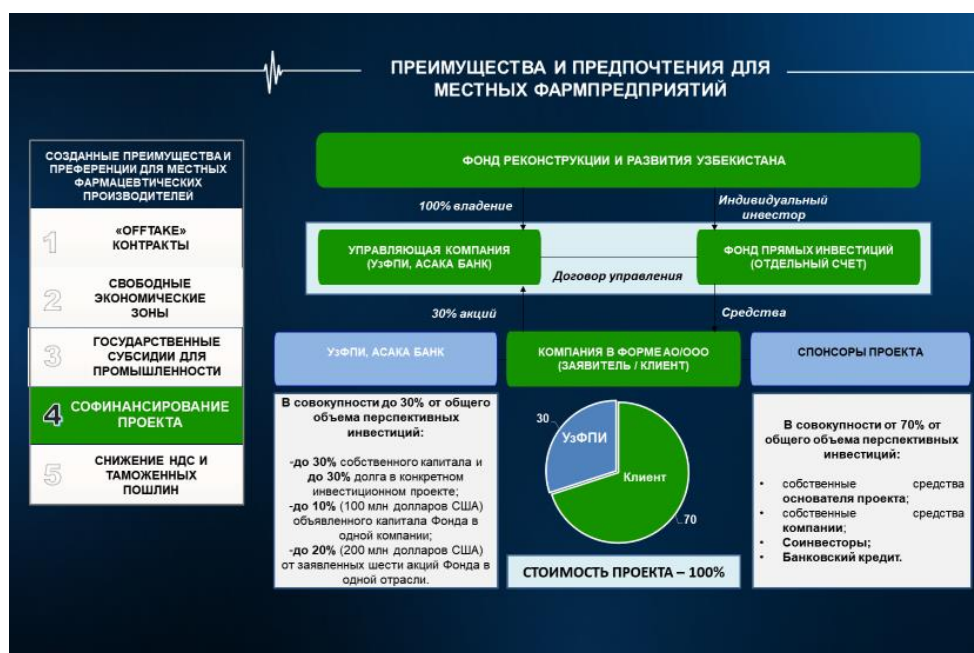 ПРЕИМУЩЕСТВА И ПРЕДПОЧТЕНИЯ ДЛЯ
МЕСТНЫХ ФАРМПРЕДПРИЯТИЙ
СОЗДАННЫЕ ПРЕИМУЩЕСТВА И
ПРЕФЕРЕНЦИИ ДЛЯ МЕСТНЫХ
ФАРМАЦЕВТИЧЕСКИХ
ПРОИЗВОДИТЕЛЕЙ
1
«OFFTAKE»
КОНТРАКТЫ
2
СВОБОДНЫЕ
ЭКОНОМИЧЕСКИЕ
ЗОНЫ
3
ГОСУДАРСТВЕННЫЕ
СУБСИДИИ ДЛЯ
ПРОМЫШЛЕННОСТИ
4
СОФИНАНСИРОВАНИЕ
ПРОЕКТА
5
СНИЖЕНИЕ НДС И
ТАМОЖЕННЫХ
ПОШЛИН
ФОНД РЕКОНСТРУКЦИИ И РАЗВИТИЯ УЗБЕКИСТАНА
100% владение
Индивидуальный
инвестор
УПРАВЛЯЮЩАЯ КОМПАНИЯ
(УзФПИ, АСАКА БАНК)
Договор управления
ФОНД ПРЯМЫХ ИНВЕСТИЦИЙ
(ОТДЕЛЬНЫЙ СЧЕТ)
30% акций
Средства
УзФПИ, АСАКА БАНК
КОМПАНИЯ В ФОРМЕ АО/ООО
(ЗАЯВИТЕЛЬ / КЛИЕНТ)
СПОНСОРЫ ПРОЕКТА
В совокупности до 30% от общего
объема перспективных
инвестиций:
-до 30% собственного капитала и
до 30% долга в конкретном
инвестиционном проекте;
-до 10% (100 млн долларов США)
объявленного капитала Фонда в
одной компании;
-до 20% (200 млн долларов США)
от заявленных шести акций Фонда в
одной отрасли.
30
УзФПИ
Клиент
70
СТОИМОСТЬ ПРОЕКТА – 100%
В совокупности от 70% от
общего объема перспективных
инвестиций:
• собственные средства
основателя проекта;
• собственные средства
компании;
• Соинвесторы;
• Банковский кредит.